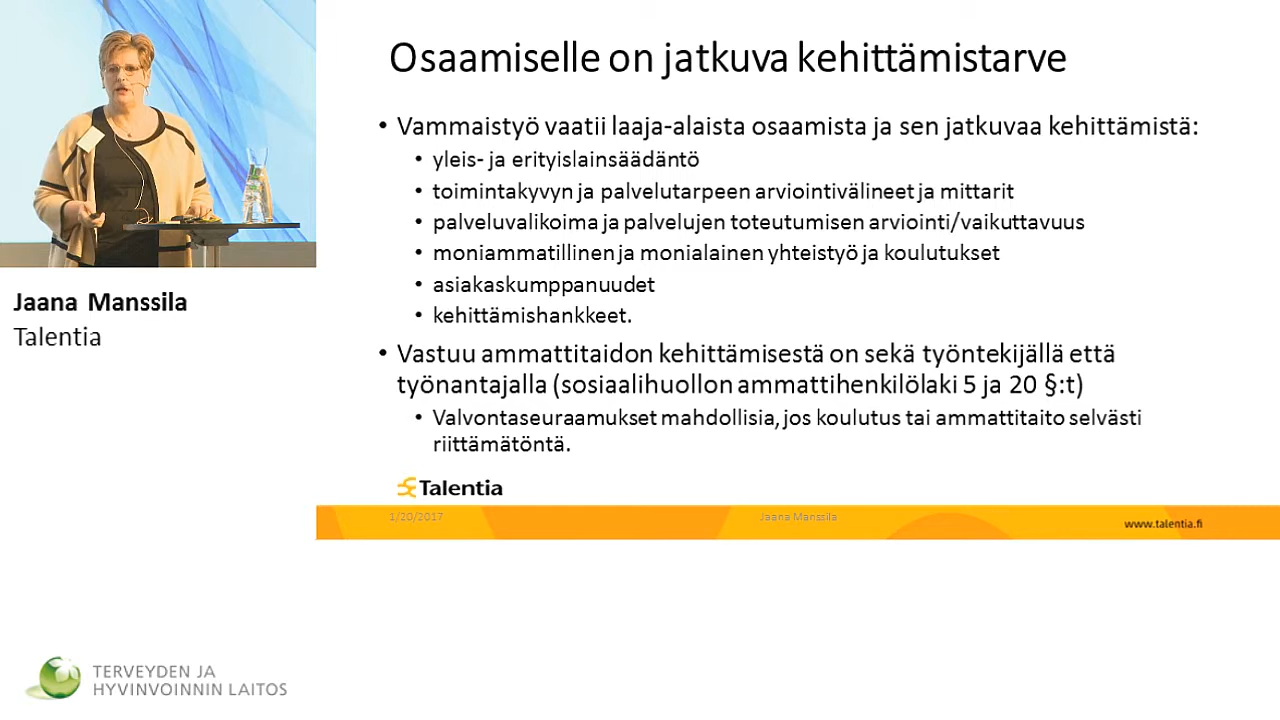 Osaamiselle on jatkuva kehittämistarve
• Vammaistyö vaatii laaja-alaista osaamista ja sen jatkuvaa kehittämistä:
• yleis- ja erityislainsäädäntö
• toimintakyvyn ja palvelutarpeen arviointivälineet ja mittarit
• palveluvalikoima ja palvelujen toteutumisen arviointi/vaikuttavuus
• moniammatillinen ja monialainen yhteistyö ja koulutukset
• asiakaskumppanuudet
• kehittämishankkeet.
• Vastuu ammattitaidon kehittämisestä on sekä työntekijällä että
työnantajalla (sosiaalihuollon ammattihenkilölaki 5 ja 20 §:t)
• Valvontaseuraamukset mahdollisia, jos koulutus tai ammattitaito selvästi
riittämätöntä.
Talentia
1/20/2017
Jaana Manssila
www.talentia.fi
Jaana Manssila
Talentia
TERVEYDEN JA
HYVINVOINNIN LAITOS